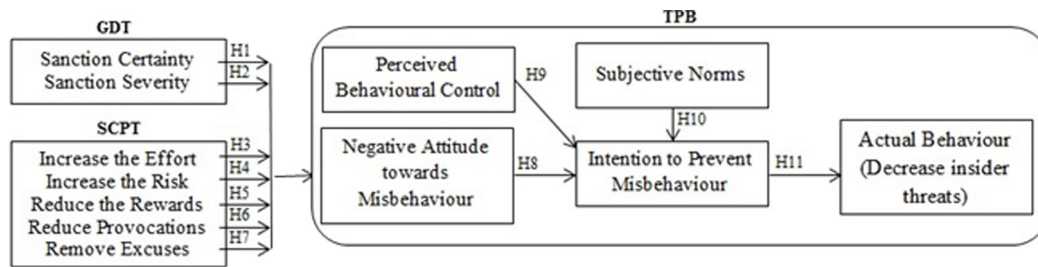 GDT
Sanction Certainty
Sanction Severity
H1
H2
SCPT
Increase the Effort
Increase the Risk
Reduce the Rewards
Reduce Provocations
Remove Excuses
H3
H4
H5
H6
H7
TPB
Perceived
Behavioural Control
H9
Subjective Norms
H10
Negative Attitude
towards
Misbehaviour
H8
Intention to Prevent
Misbehaviour
H11
Actual Behaviour
(Decrease insider
threats)